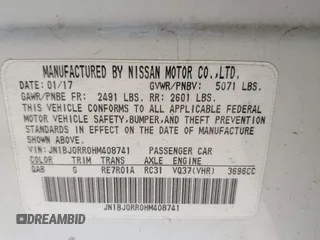 MANUFACTURED BY NISSAN MOTOR CO.,LTD.
DATE: 01/17 GVWR/PNBV: 5071 LBS.
GAWR/PNBE FR: 2491 LBS. RR: 2601 LBS.
THIS VEHICLE CONFORMS TO ALL APPLICABLE FEDERAL
MOTOR VEHICLE SAFETY,BUMPER,AND THEFT PREVENTION
STANDARDS IN EFFECT ON THE DATE OF MANUFACTURE
SHOWN ABOVE.
VIN:JN1BJ0RR0HM408741 PASSENGER CAR
COLOR TRIM TRANS AXLE ENGINE
QAB G RE7R01A RC31 VQ37(VHR) 3696CC
JN1BJ0RR0HM408741
DREAMBID